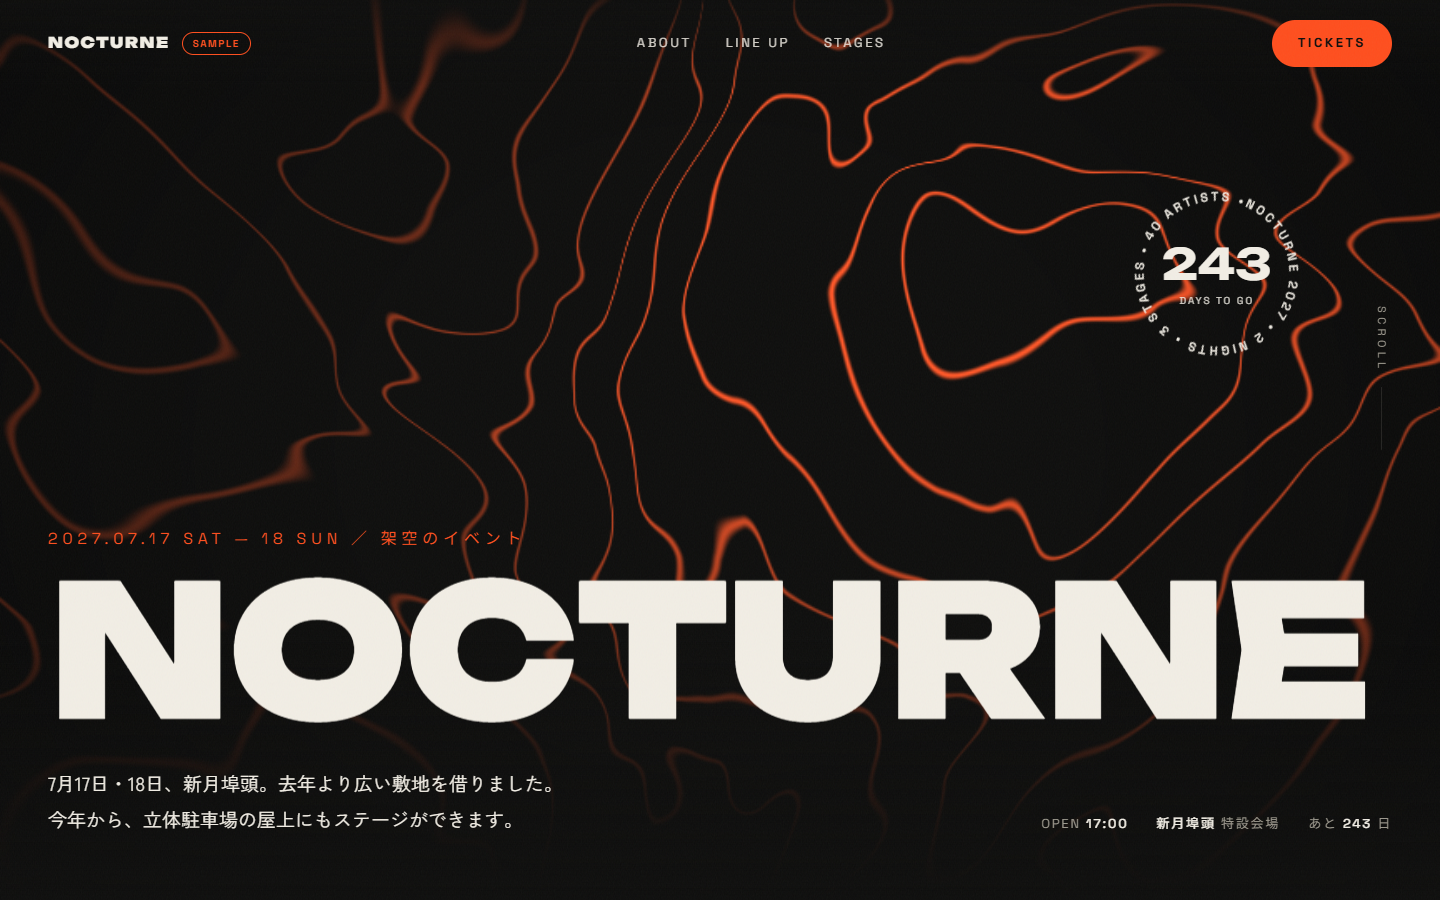 NOCTURNE SAMPLE
ABOUT LINE UP STAGES
TICKETS
NOCTURNE 2027 • 2 NIGHTS • 3 STAGES • 40 ARTISTS •
243
DAYS TO GO
SCROLL
2027.07.17 SAT — 18 SUN ／ 架空のイベント
NOCTURNE
7月17日・18日、新月埠頭。去年より広い敷地を借りました。
今年から、立体駐車場の屋上にもステージができます。
OPEN 17:00 新月埠頭 特設会場 あと 243 日